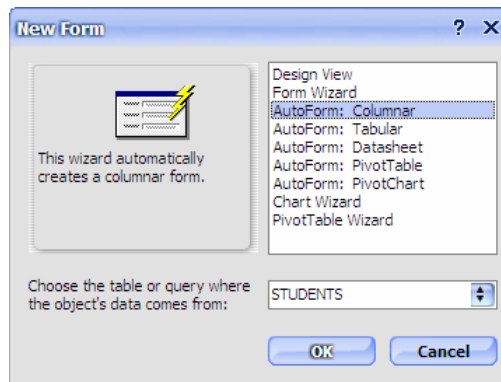 New Form
?
X
This wizard automatically
creates a columnar form.
Design View
Form Wizard
AutoForm: Columnar
AutoForm: Tabular
AutoForm: Datasheet
AutoForm: PivotTable
AutoForm: PivotChart
Chart Wizard
PivotTable Wizard
Choose the table or query where
the object's data comes from:
STUDENTS
OK
Cancel